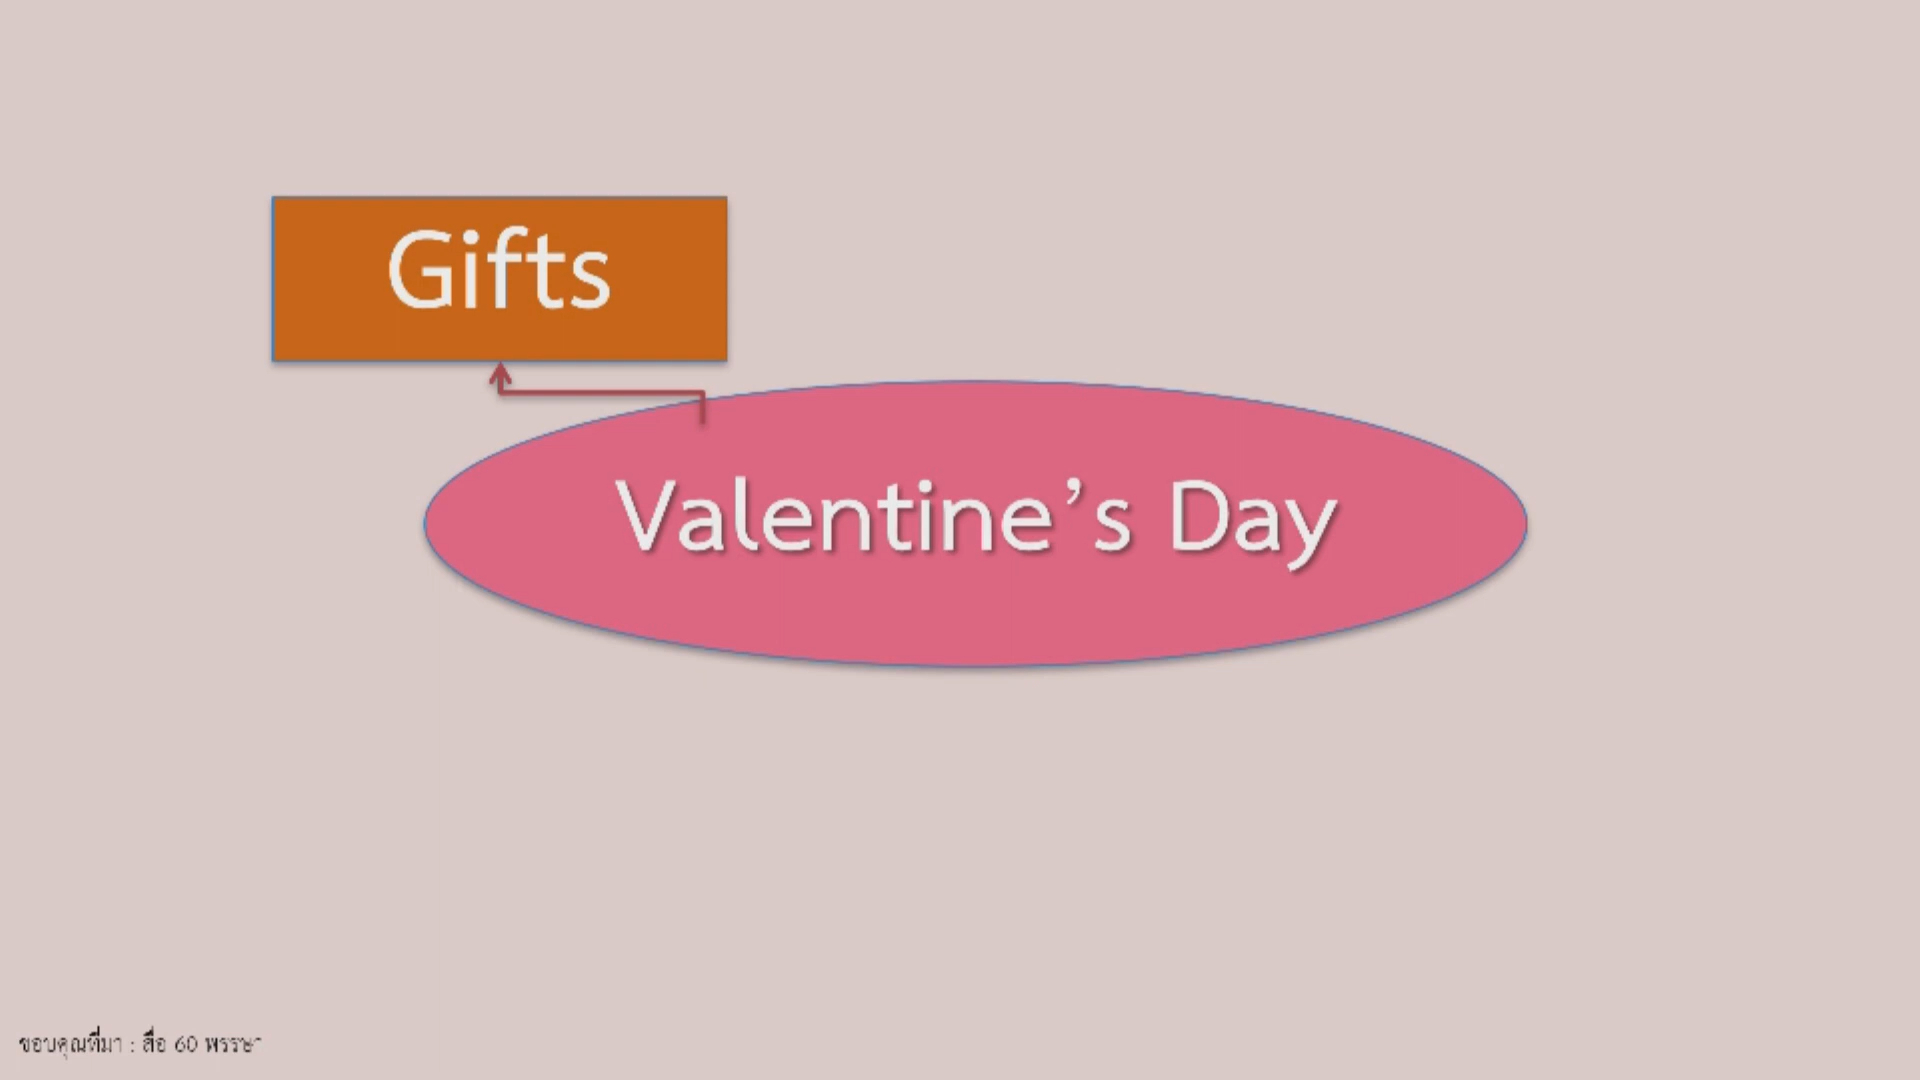 Gifts
Valentine’s Day
ขอบคุณที่มา : สื่อ 60 พรรษา